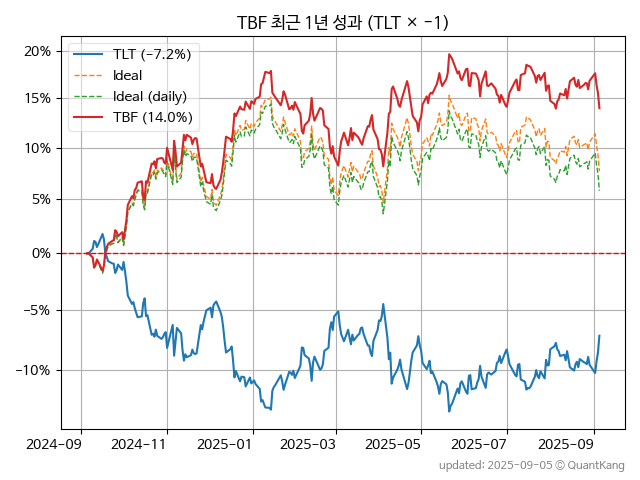 TBF 최근 1년 성과 (TLT × −1)
TLT (−7.2%)
Ideal
Ideal (daily)
TBF (14.0%)
20%
15%
10%
5%
0%
−5%
−10%
2024−09
2024−11
2025−01
2025−03
2025−05
2025−07
2025−09
updated: 2025-09-05 © QuantKang